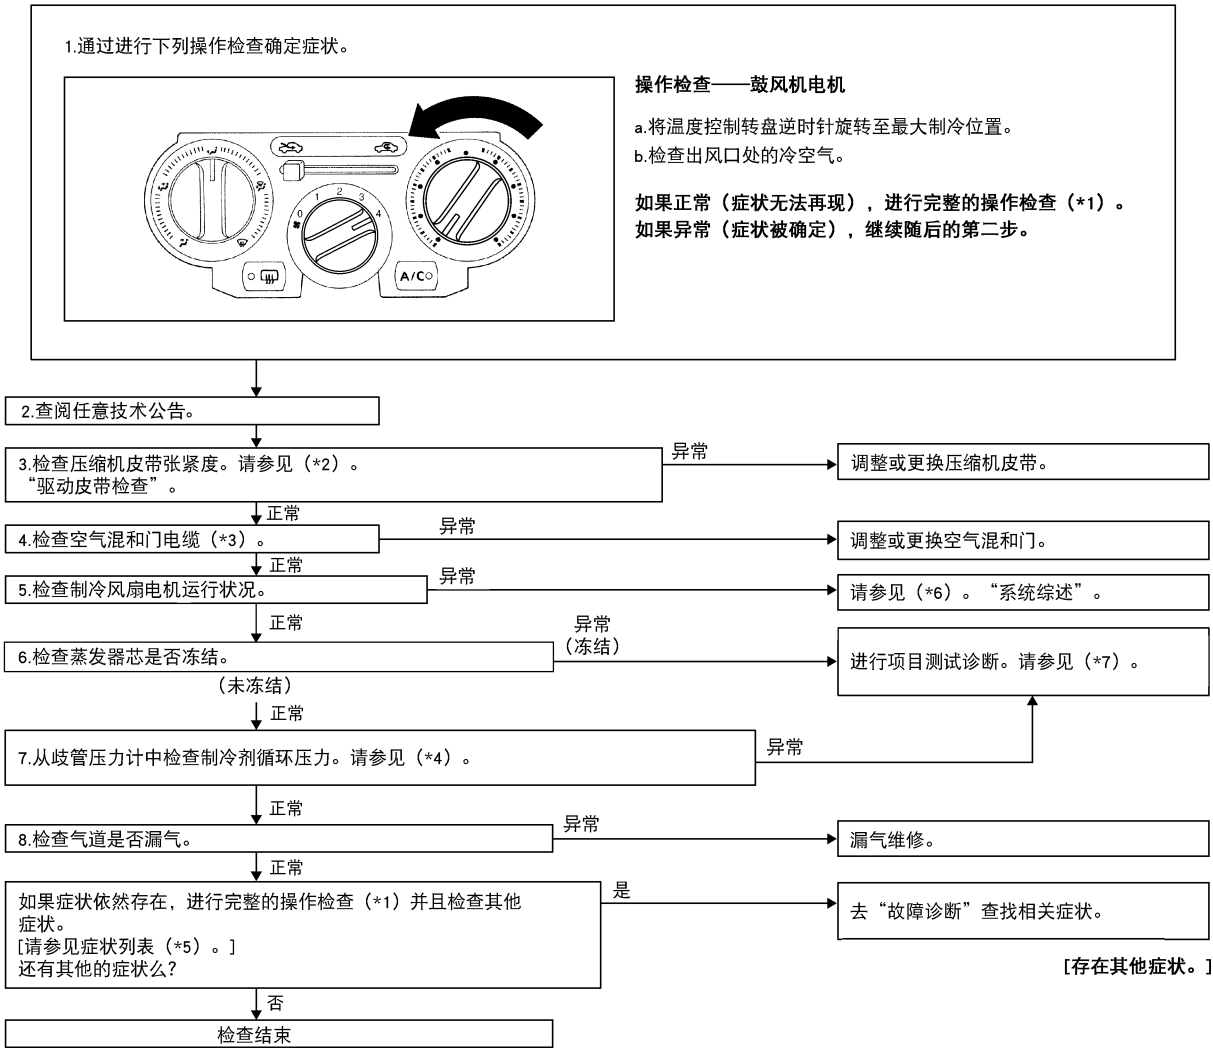 1.通过进行下列操作检查确定症状。
操作检查——鼓风机电机
a.将温度控制转盘逆时针旋转至最大制冷位置。
b.检查出风口处的冷空气。
如果正常（症状无法再现），进行完整的操作检查（*1）。
如果异常（症状被确定），继续随后的第二步。
0
1
2
3
4
A/C
2.查阅任意技术公告。
3.检查压缩机皮带张紧度。请参见（*2）。
“驱动皮带检查”。
异常
调整或更换压缩机皮带。
正常
4.检查空气混和门电缆（*3）。
异常
调整或更换空气混和门。
正常
5.检查制冷风扇电机运行状况。
异常
请参见（*6）。“系统综述”。
正常
6.检查蒸发器芯是否冻结。
异常
（冻结）
进行项目测试诊断。请参见（*7）。
（未冻结）
正常
7.从歧管压力计中检查制冷剂循环压力。请参见（*4）。
异常
正常
8.检查气道是否漏气。
异常
漏气维修。
正常
如果症状依然存在，进行完整的操作检查（*1）并且检查其他
症状。
[请参见症状列表（*5）。]
还有其他的症状么？
是
去“故障诊断”查找相关症状。
[存在其他症状。]
否
检查结束